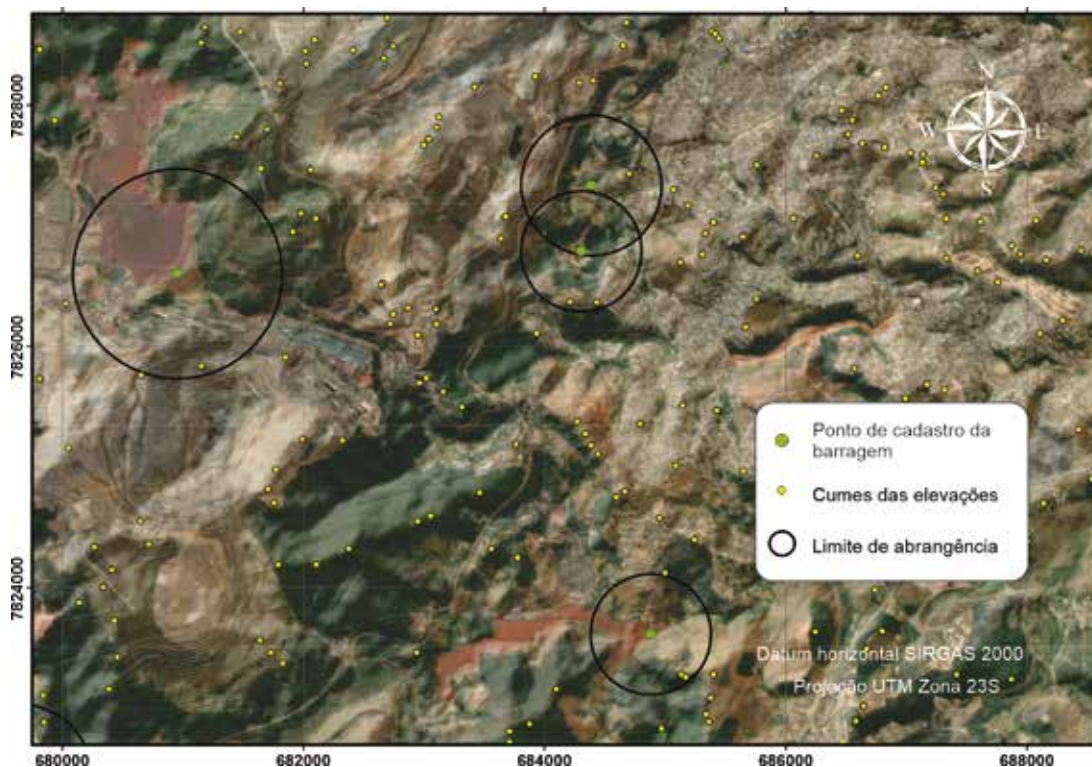 7828000
7826000
7824000
N
W E
S
Ponto de cadastro da
barragem
Cumes das elevações
Limite de abrangência
Datum horizontal SIRGAS 2000
Projeção UTM Zona 23S
680000 682000 684000 686000 688000